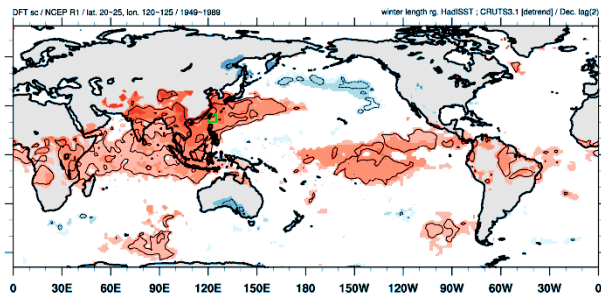 DFT sc / NCEP R1 / lat. 20~25, lon. 120~125 / 1949~1989
winter length rg. HadISST ; CRUTS3.1 [detrend] / Dec. lag(2)
0 30E 60E 90E 120E 150E 180 150W 120W 90W 60W 30W 0